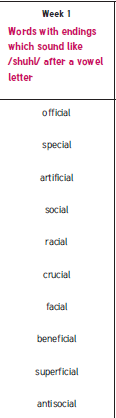 Week 1
Words with endings
which sound like
/shuhl/ after a vowel
letter
official
special
artificial
social
racial
crucial
facial
beneficial
superficial
antisocial